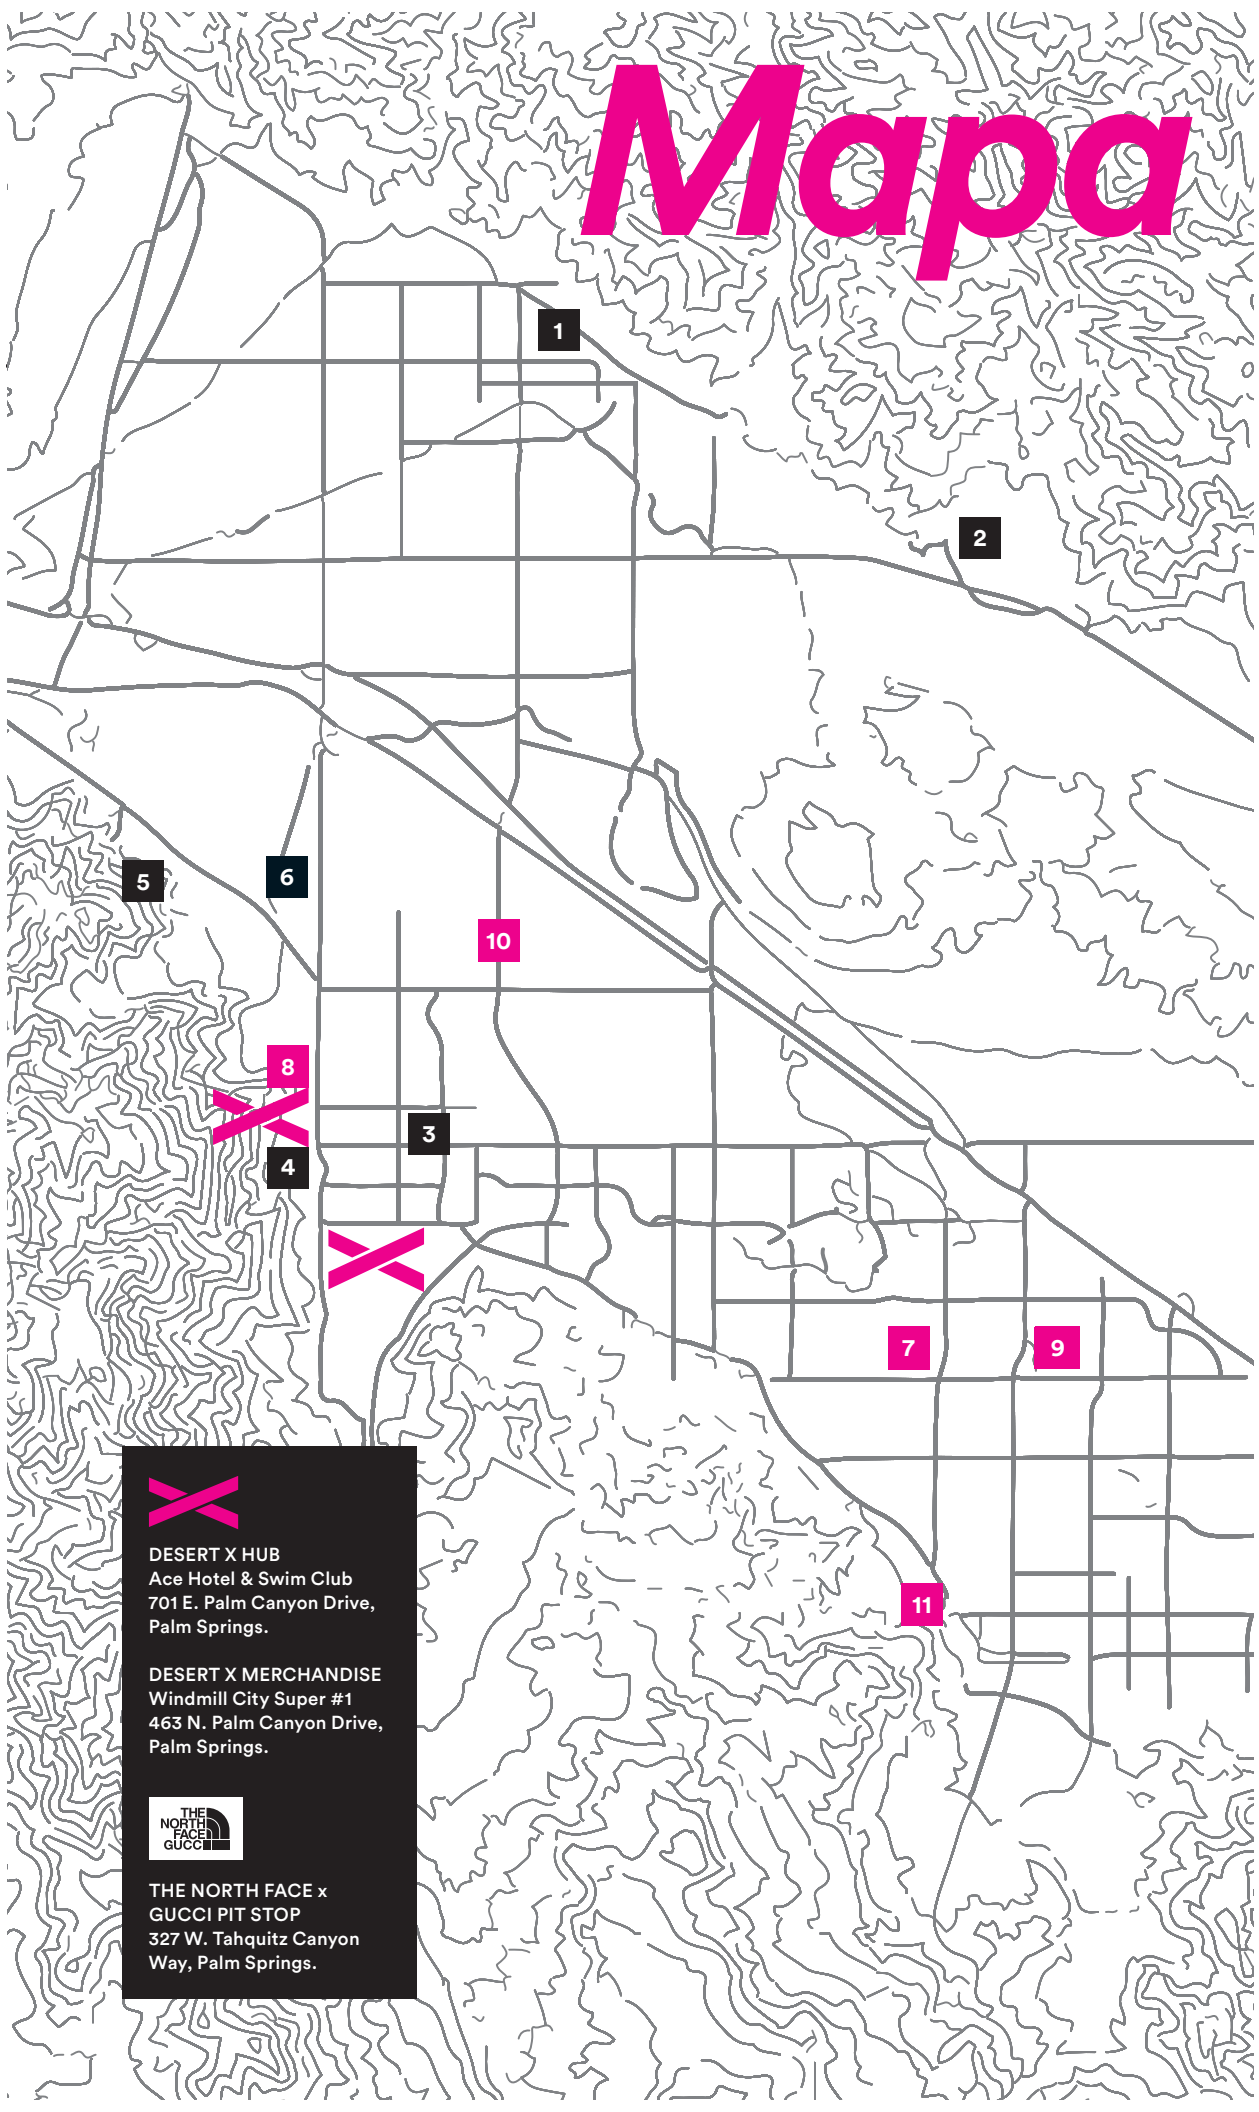 Mapa
1
2
5
6
10
8
3
4
7
9
11
DESERT X HUB
Ace Hotel & Swim Club
701 E. Palm Canyon Drive,
Palm Springs.
DESERT X MERCHANDISE
Windmill City Super #1
463 N. Palm Canyon Drive,
Palm Springs.
THE
NORTH
FACE
GUCCI
THE NORTH FACE x
GUCCI PIT STOP
327 W. Tahquitz Canyon
Way, Palm Springs.